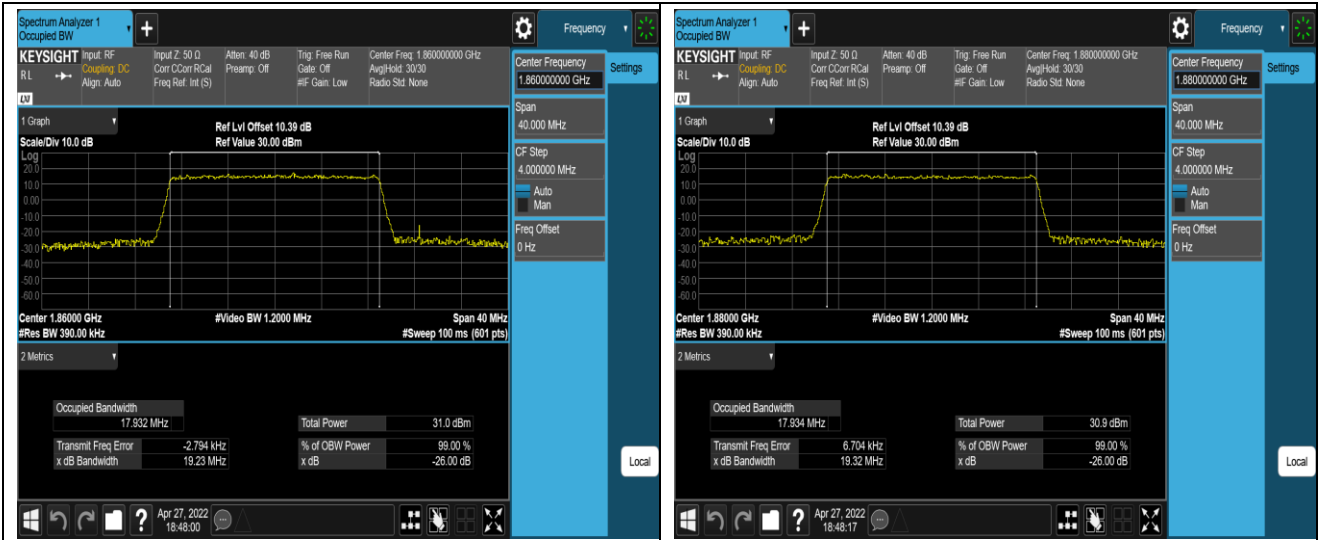 Spectrum Analyzer 1
Occupied BW
+
Frequency
KEYSIGHT
RL
LXI
Input: RF
Coupling: DC
Align: Auto
Input Z: 50 Ω
Corr CCorr RCal
Freq Ref: Int (S)
Atten: 40 dB
Preamp: Off
Trig: Free Run
Gate: Off
#IF Gain: Low
Center Freq: 1.860000000 GHz
Avg|Hold: 30/30
Radio Std: None
Center Frequency
1.860000000 GHz
Settings
Span
40.000 MHz
CF Step
4.000000 MHz
Auto
Man
Freq Offset
0 Hz
1 Graph
Ref Lvl Offset 10.39 dB
Scale/Div 10.0 dB
Ref Value 30.00 dBm
Log
20.0
10.0
0.00
-10.0
-20.0
-30.0
-40.0
-50.0
-60.0
Center 1.86000 GHz
#Video BW 1.2000 MHz
Span 40 MHz
#Res BW 390.00 kHz
#Sweep 100 ms (601 pts)
2 Metrics
Occupied Bandwidth
17.932 MHz
Total Power 31.0 dBm
Transmit Freq Error -2.794 kHz
% of OBW Power 99.00 %
x dB Bandwidth 19.23 MHz
x dB -26.00 dB
Local
?
Apr 27, 2022
18:48:00
Spectrum Analyzer 1
Occupied BW
+
Frequency
KEYSIGHT
RL
LXI
Input: RF
Coupling: DC
Align: Auto
Input Z: 50 Ω
Corr CCorr RCal
Freq Ref: Int (S)
Atten: 40 dB
Preamp: Off
Trig: Free Run
Gate: Off
#IF Gain: Low
Center Freq: 1.880000000 GHz
Avg|Hold: 30/30
Radio Std: None
Center Frequency
1.880000000 GHz
Settings
Span
40.000 MHz
CF Step
4.000000 MHz
Auto
Man
Freq Offset
0 Hz
1 Graph
Ref Lvl Offset 10.39 dB
Scale/Div 10.0 dB
Ref Value 30.00 dBm
Log
20.0
10.0
0.00
-10.0
-20.0
-30.0
-40.0
-50.0
-60.0
Center 1.88000 GHz
#Video BW 1.2000 MHz
Span 40 MHz
#Res BW 390.00 kHz
#Sweep 100 ms (601 pts)
2 Metrics
Occupied Bandwidth
17.934 MHz
Total Power 30.9 dBm
Transmit Freq Error 6.704 kHz
% of OBW Power 99.00 %
x dB Bandwidth 19.32 MHz
x dB -26.00 dB
Local
?
Apr 27, 2022
18:48:17